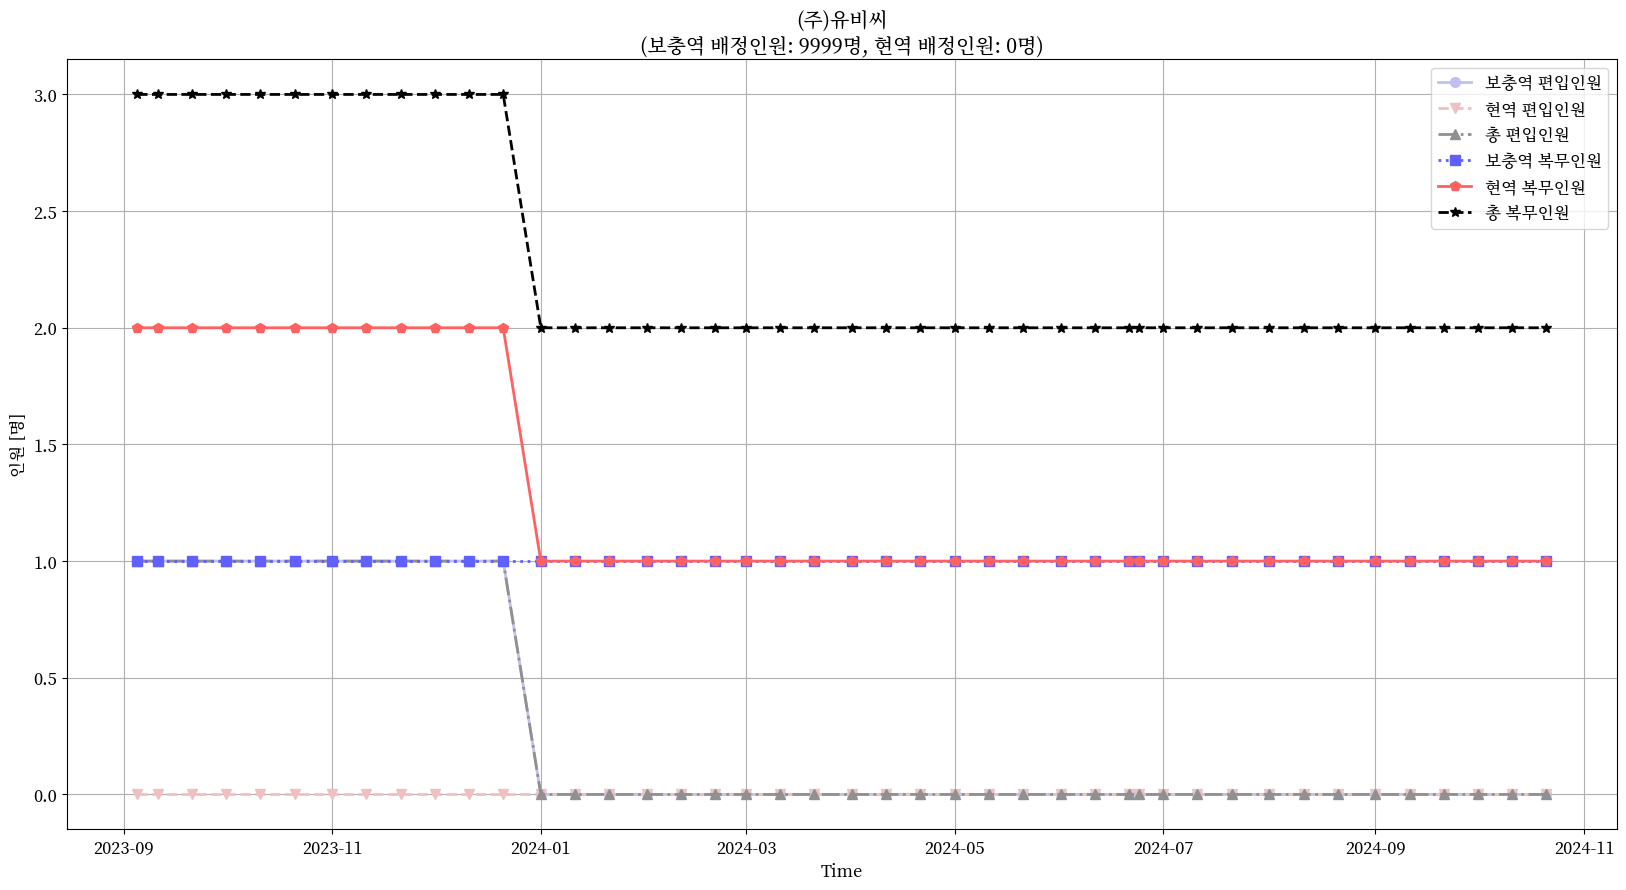 (주)유비씨
(보충역 배정인원: 9999명, 현역 배정인원: 0명)
보충역 편입인원
현역 편입인원
총 편입인원
보충역 복무인원
현역 복무인원
총 복무인원
인원 [명]
3.0
2.5
2.0
1.5
1.0
0.5
0.0
2023-09
2023-11
2024-01
2024-03
2024-05
2024-07
2024-09
2024-11
Time